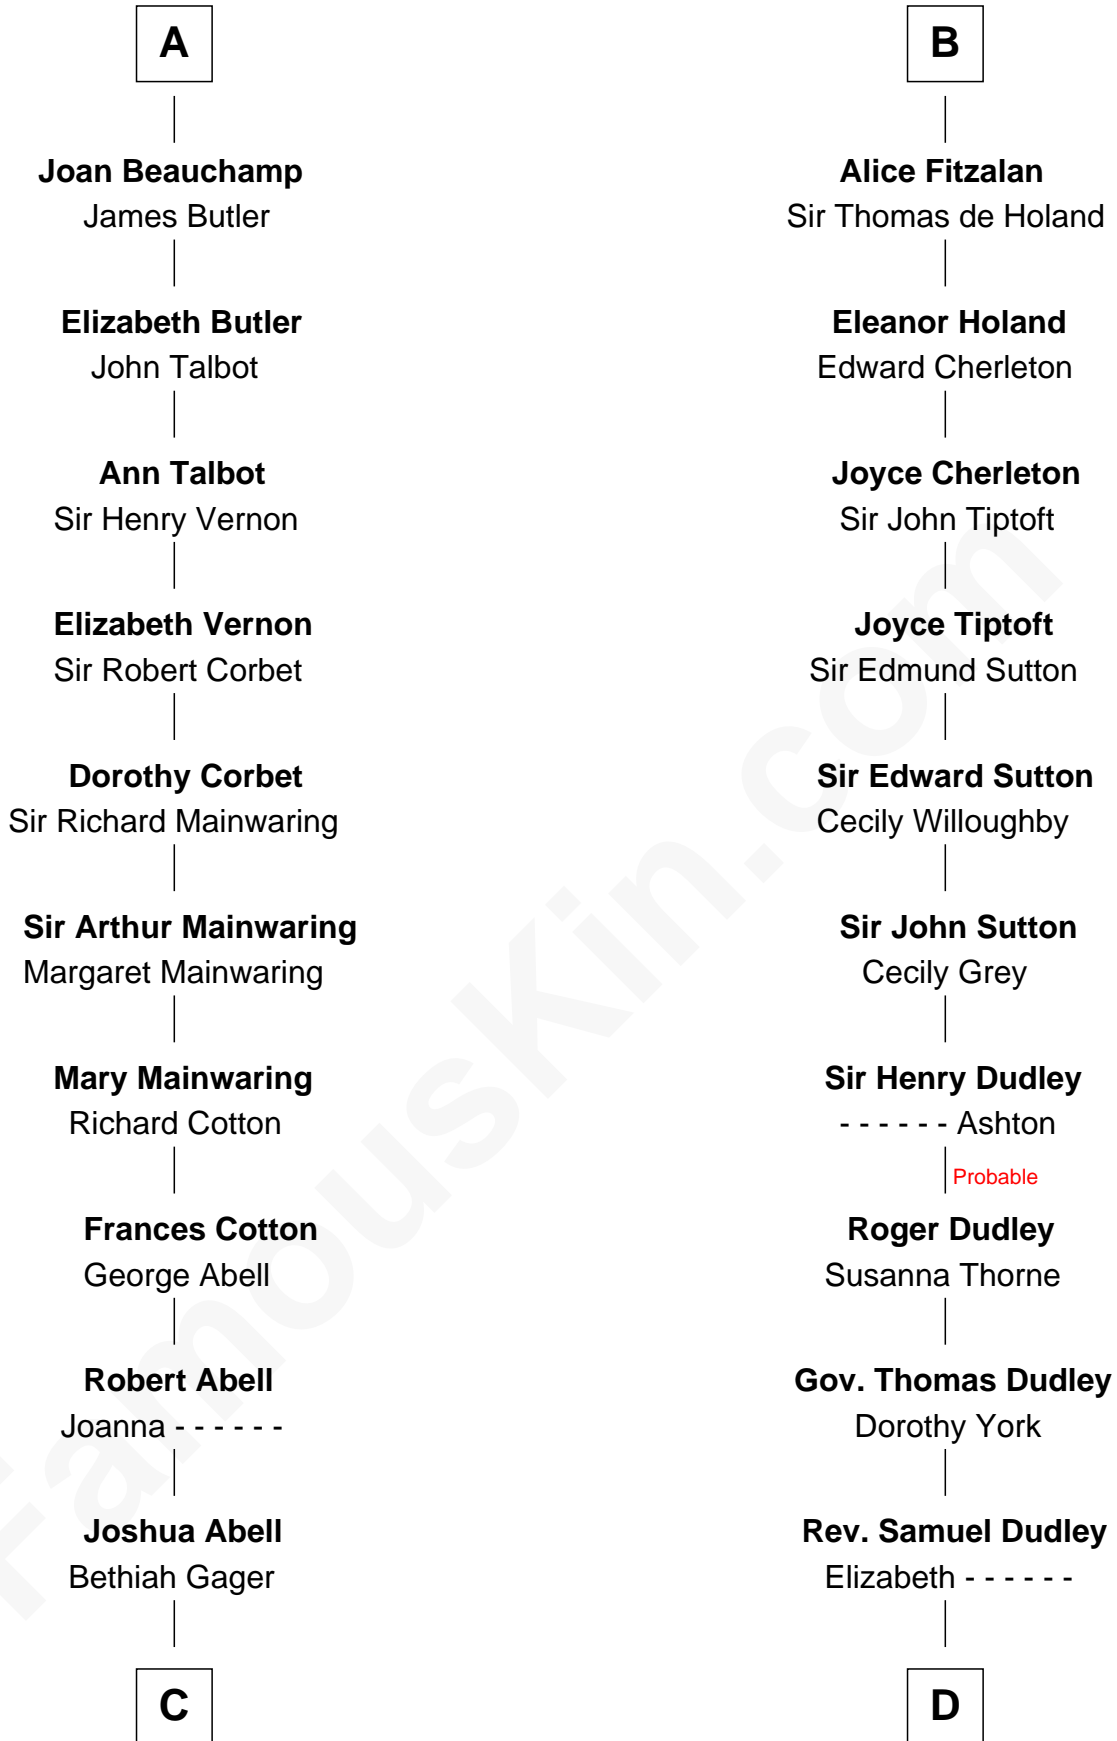 A
Joan Beauchamp
James Butler
Elizabeth Butler
John Talbot
Ann Talbot
Sir Henry Vernon
Elizabeth Vernon
Sir Robert Corbet
Dorothy Corbet
Sir Richard Mainwaring
Sir Arthur Mainwaring
Margaret Mainwaring
Mary Mainwaring
Richard Cotton
Frances Cotton
George Abell
Robert Abell
Joanna - - - - - -
Joshua Abell
Bethiah Gager
C
B
Alice Fitzalan
Sir Thomas de Holand
Eleanor Holand
Edward Cherleton
Joyce Cherleton
Sir John Tiptoft
Joyce Tiptoft
Sir Edmund Sutton
Sir Edward Sutton
Cecily Willoughby
Sir John Sutton
Cecily Grey
Sir Henry Dudley
- - - - - - Ashton
Probable
Roger Dudley
Susanna Thorne
Gov. Thomas Dudley
Dorothy York
Rev. Samuel Dudley
Elizabeth - - - - - -
D
FamousKin.com